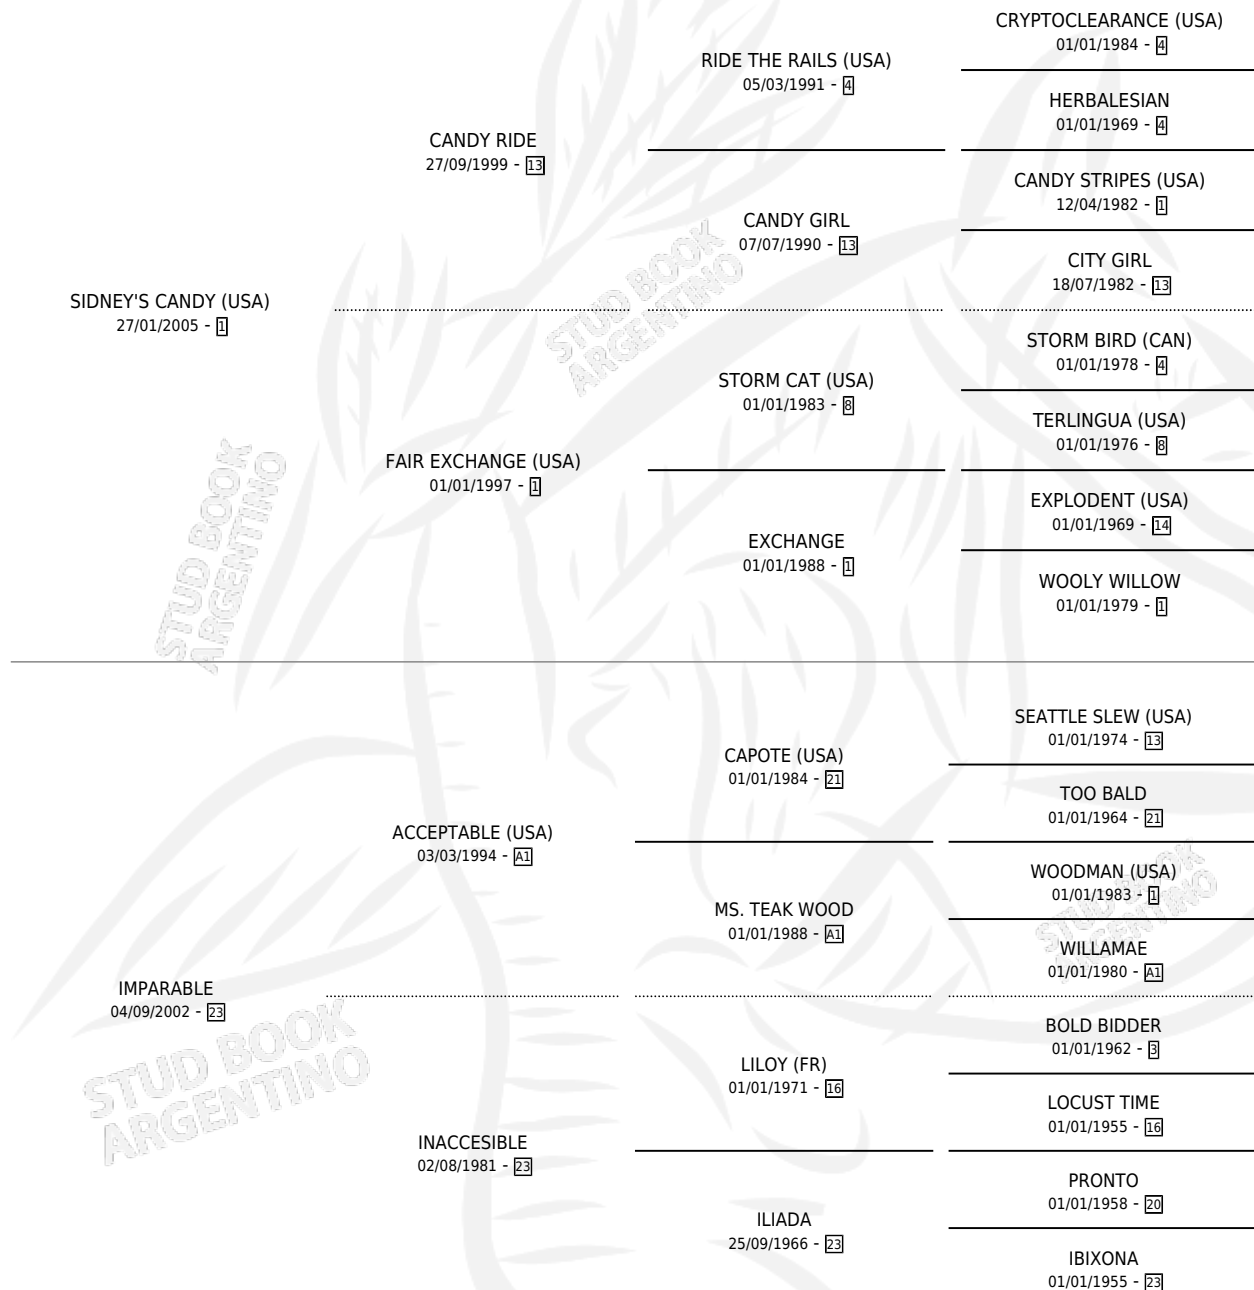 CRYPTOCLEARANCE (USA)
01/01/1984 - 4
RIDE THE RAILS (USA)
05/03/1991 - 4
HERBALESIAN
01/01/1969 - 4
CANDY RIDE
27/09/1999 - 13
CANDY STRIPES (USA)
12/04/1982 - 1
CANDY GIRL
07/07/1990 - 13
CITY GIRL
18/07/1982 - 13
SIDNEY'S CANDY (USA)
27/01/2005 - 1
STORM BIRD (CAN)
01/01/1978 - 4
STORM CAT (USA)
01/01/1983 - 8
TERLINGUA (USA)
01/01/1976 - 8
FAIR EXCHANGE (USA)
01/01/1997 - 1
EXPLODENT (USA)
01/01/1969 - 14
EXCHANGE
01/01/1988 - 1
WOOLY WILLOW
01/01/1979 - 1
STUD BOOK
ARGENTINO
STUD BOOK
ARGENTINO
SEATTLE SLEW (USA)
01/01/1974 - 13
CAPOTE (USA)
01/01/1984 - 21
TOO BALD
01/01/1964 - 21
ACCEPTABLE (USA)
03/03/1994 - A1
WOODMAN (USA)
01/01/1983 - 1
MS. TEAK WOOD
01/01/1988 - A1
WILLAMAE
01/01/1980 - A1
STUD BOOK
ARGENTINO
IMPARABLE
04/09/2002 - 23
BOLD BIDDER
01/01/1962 - 3
LILOY (FR)
01/01/1971 - 16
LOCUST TIME
01/01/1955 - 16
INACCESIBLE
02/08/1981 - 23
PRONTO
01/01/1958 - 20
ILIADA
25/09/1966 - 23
IBIXONA
01/01/1955 - 23
STUD BOOK
ARGENTINO